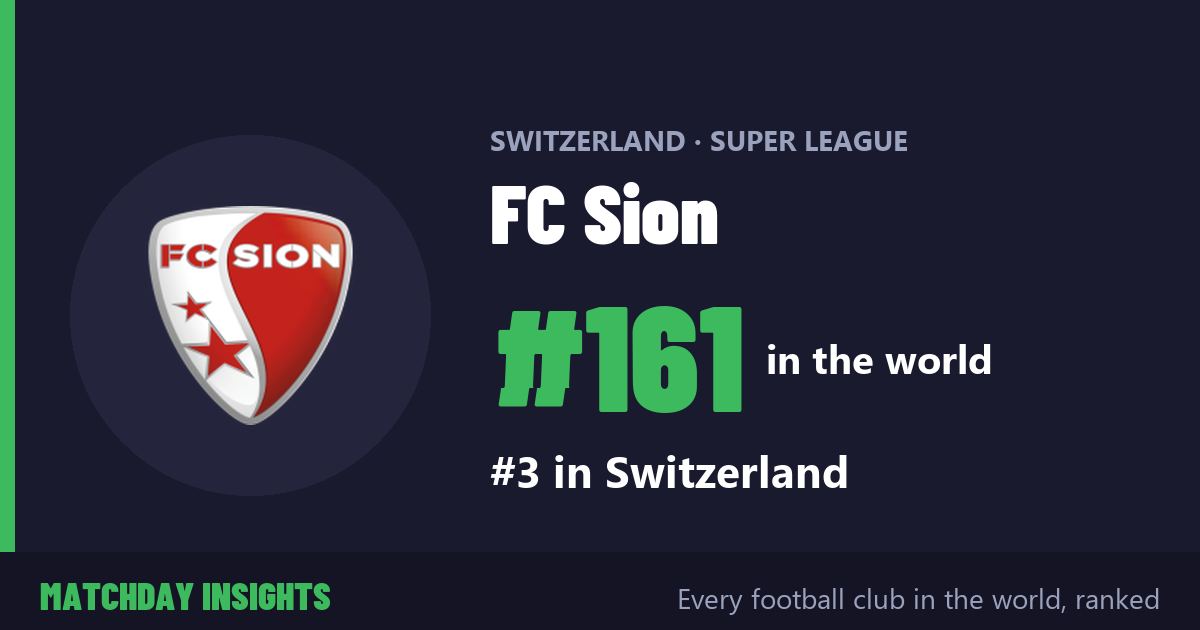 SWITZERLAND · SUPER LEAGUE
FC Sion
FC SION
#161 in the world
#3 in Switzerland
MATCHDAY INSIGHTS
Every football club in the world, ranked